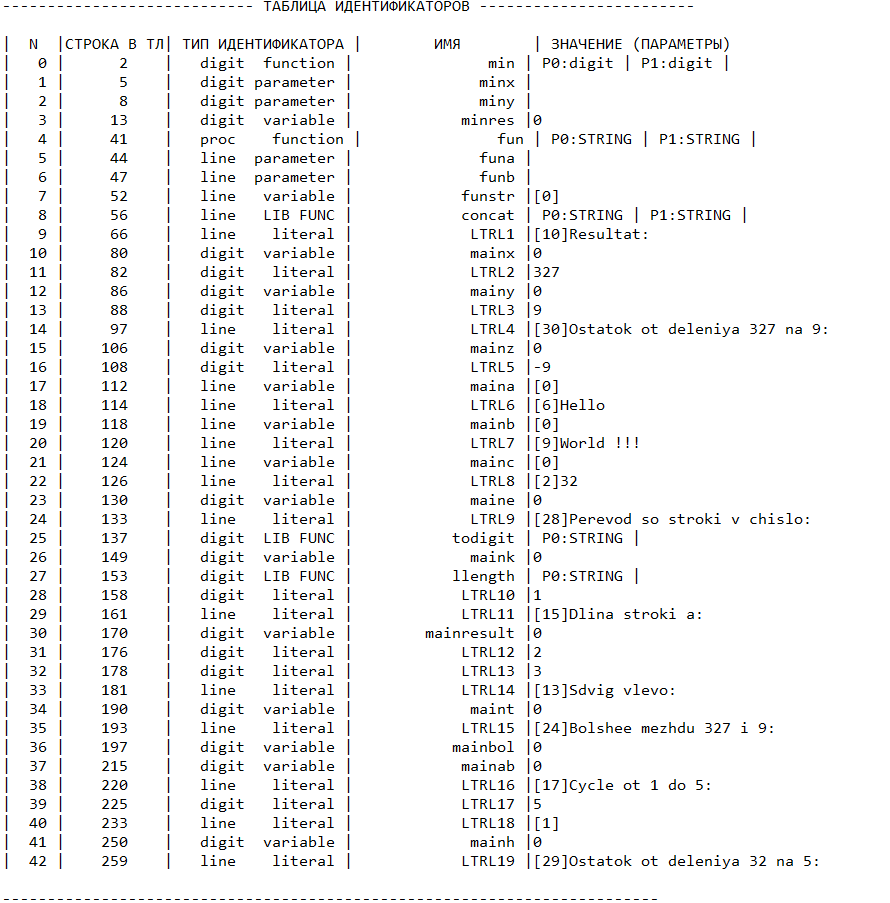 ---------------------------- ТАБЛИЦА ИДЕНТИФИКАТОРОВ ------------------------
|  N  |СТРОКА В ТЛ| ТИП ИДЕНТИФИКАТОРА |        ИМЯ        | ЗНАЧЕНИЕ (ПАРАМЕТРЫ)
|   0 |      2    |   digit  function |               min | P0:digit | P1:digit |
|   1 |      5    |   digit parameter |               minx |
|   2 |      8    |   digit parameter |               miny |
|   3 |     13    |   digit  variable |             minres |0
|   4 |     41    |   proc    function |               fun | P0:STRING | P1:STRING |
|   5 |     44    |   line  parameter |               funa |
|   6 |     47    |   line  parameter |               funb |
|   7 |     52    |   line   variable |             funstr |[0]
|   8 |     56    |   line   LIB FUNC |             concat | P0:STRING | P1:STRING |
|   9 |     66    |   line    literal |              LTRL1 |[10]Resultat:
|  10 |     80    |   digit  variable |              mainx |0
|  11 |     82    |   digit   literal |              LTRL2 |327
|  12 |     86    |   digit  variable |              mainy |0
|  13 |     88    |   digit   literal |              LTRL3 |9
|  14 |     97    |   line    literal |              LTRL4 |[30]Ostatok ot deleniya 327 na 9:
|  15 |    106    |   digit  variable |              mainz |0
|  16 |    108    |   digit   literal |              LTRL5 |-9
|  17 |    112    |   line   variable |              maina |[0]
|  18 |    114    |   line    literal |              LTRL6 |[6]Hello
|  19 |    118    |   line   variable |              mainb |[0]
|  20 |    120    |   line    literal |              LTRL7 |[9]World !!!
|  21 |    124    |   line   variable |              mainc |[0]
|  22 |    126    |   line    literal |              LTRL8 |[2]32
|  23 |    130    |   digit  variable |              maine |0
|  24 |    133    |   line    literal |              LTRL9 |[28]Perevod so stroki v chislo:
|  25 |    137    |   digit  LIB FUNC |            todigit | P0:STRING |
|  26 |    149    |   digit  variable |              maink |0
|  27 |    153    |   digit  LIB FUNC |            llength | P0:STRING |
|  28 |    158    |   digit   literal |             LTRL10 |1
|  29 |    161    |   line    literal |             LTRL11 |[15]Dlina stroki a:
|  30 |    170    |   digit  variable |         mainresult |0
|  31 |    176    |   digit   literal |             LTRL12 |2
|  32 |    178    |   digit   literal |             LTRL13 |3
|  33 |    181    |   line    literal |             LTRL14 |[13]Sdvig vlevo:
|  34 |    190    |   digit  variable |              maint |0
|  35 |    193    |   line    literal |             LTRL15 |[24]Bolshee mezhdu 327 i 9:
|  36 |    197    |   digit  variable |            mainbol |0
|  37 |    215    |   digit  variable |             mainab |0
|  38 |    220    |   line    literal |             LTRL16 |[17]Cycle ot 1 do 5:
|  39 |    225    |   digit   literal |             LTRL17 |5
|  40 |    233    |   line    literal |             LTRL18 |[1]
|  41 |    250    |   digit  variable |              mainh |0
|  42 |    259    |   line    literal |             LTRL19 |[29]Ostatok ot deleniya 32 na 5:
-------------------------------------------------------------------------